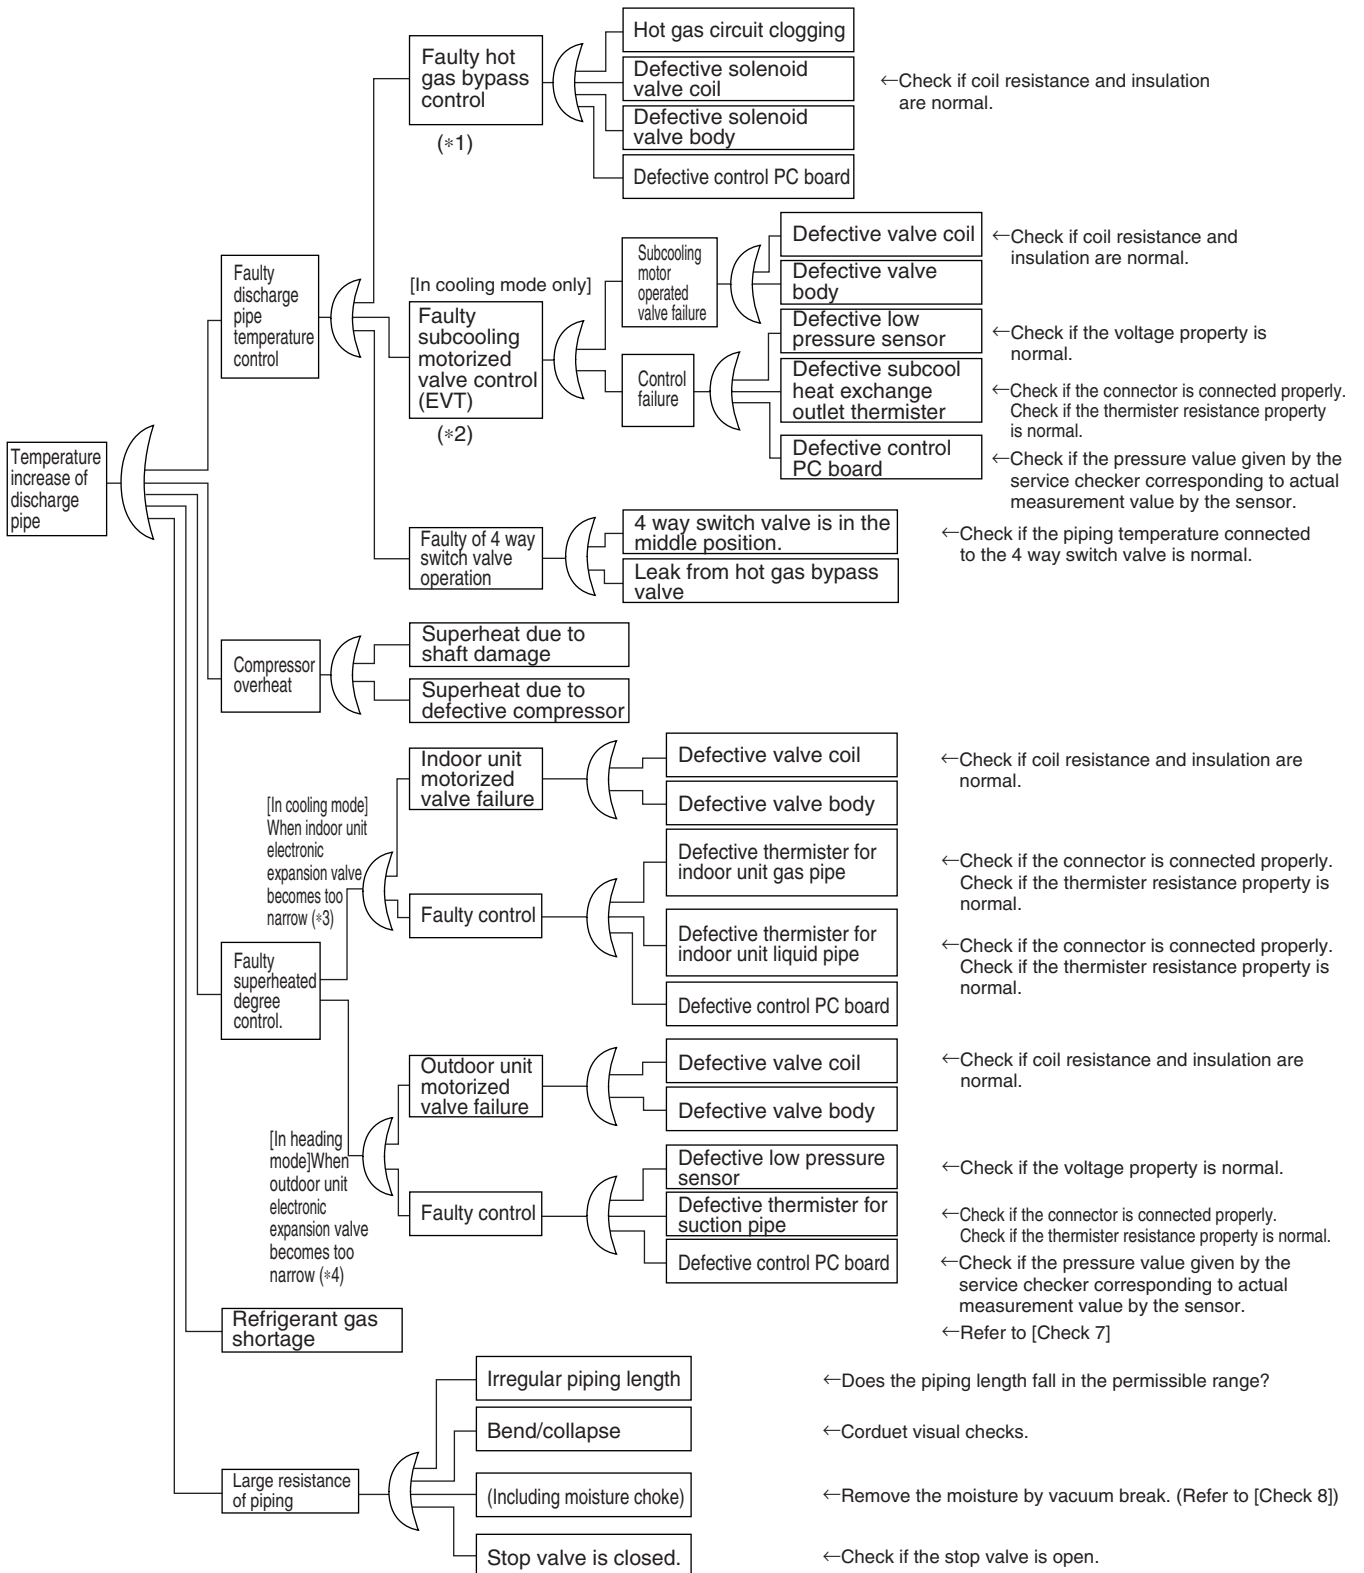 Hot gas circuit clogging
Faulty hot
gas bypass
control
(*1)
Defective solenoid
valve coil
←Check if coil resistance and insulation
are normal.
Defective solenoid
valve body
Defective control PC board
Faulty
discharge
pipe
temperature
control
[In cooling mode only]
Faulty
subcooling
motorized
valve control
(EVT)
(*2)
Subcooling
motor
operated
valve failure
Defective valve coil
←Check if coil resistance and
insulation are normal.
Defective valve
body
Control
failure
Defective low
pressure sensor
←Check if the voltage property is
normal.
Defective subcool
heat exchange
outlet thermister
←Check if the connector is connected properly.
Check if the thermister resistance property
is normal.
Defective control
PC board
←Check if the pressure value given by the
service checker corresponding to actual
measurement value by the sensor.
Temperature
increase of
discharge
pipe
Faulty of 4 way
switch valve
operation
4 way switch valve is in the
middle position.
←Check if the piping temperature connected
to the 4 way switch valve is normal.
Leak from hot gas bypass
valve
Compressor
overheat
Superheat due to
shaft damage
Superheat due to
defective compressor
[In cooling mode]
When indoor unit
electronic
expansion valve
becomes too
narrow (*3)
Indoor unit
motorized
valve failure
Defective valve coil
←Check if coil resistance and insulation are
normal.
Defective valve body
Faulty control
Defective thermister for
indoor unit gas pipe
←Check if the connector is connected properly.
Check if the thermister resistance property is
normal.
Defective thermister for
indoor unit liquid pipe
←Check if the connector is connected properly.
Check if the thermister resistance property is
normal.
Defective control PC board
Faulty
superheated
degree
control.
Outdoor unit
motorized
valve failure
Defective valve coil
←Check if coil resistance and insulation are
normal.
Defective valve body
[In heading
mode]When
outdoor unit
electronic
expansion valve
becomes too
narrow (*4)
Faulty control
Defective low pressure
sensor
←Check if the voltage property is normal.
Defective thermister for
suction pipe
←Check if the connector is connected properly.
Check if the thermister resistance property is normal.
Defective control PC board
←Check if the pressure value given by the
service checker corresponding to actual
measurement value by the sensor.
Refrigerant gas
shortage
←Refer to [Check 7]
Large resistance
of piping
Irregular piping length
←Does the piping length fall in the permissible range?
Bend/collapse
←Corduet visual checks.
(Including moisture choke)
←Remove the moisture by vacuum break. (Refer to [Check 8])
Stop valve is closed.
←Check if the stop valve is open.